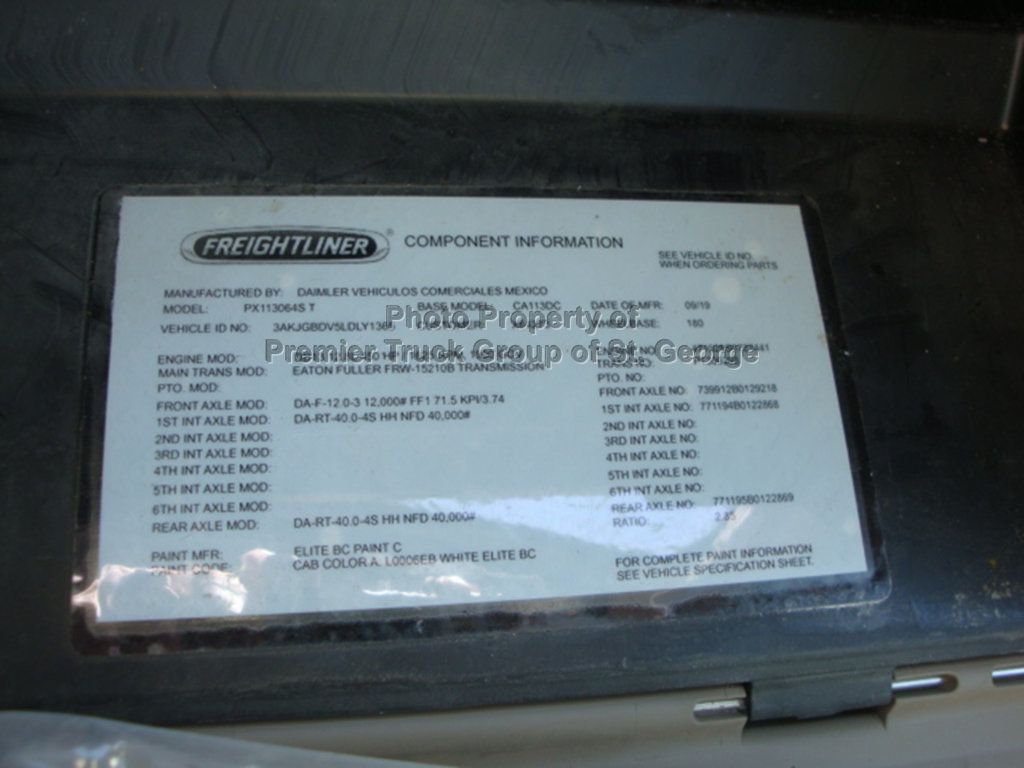 FREIGHTLINER ® COMPONENT INFORMATION
SEE VEHICLE ID NO.
WHEN ORDERING PARTS
MANUFACTURED BY: DAIMLER VEHICULOS COMERCIALES MEXICO
MODEL: PX113064S T BASE MODEL: CA113DC DATE OF MFR: 09/19
VEHICLE ID NO: WHEELBASE: 180
Photo Property of
Premier Truck Group of St. George
ENGINE MOD: ENGINE NO:
MAIN TRANS MOD: EATON FULLER FRW-15210B TRANSMISSION TRANS NO:
PTO. MOD: PTO. NO:
FRONT AXLE MOD: DA-F-12.0-3 12,000# FF1 71.5 KPI/3.74 FRONT AXLE NO: 739912B0129218
1ST INT AXLE MOD: DA-RT-40.0-4S HH NFD 40,000# 1ST INT AXLE NO: 771194B0122868
2ND INT AXLE MOD: 2ND INT AXLE NO:
3RD INT AXLE MOD: 3RD INT AXLE NO:
4TH INT AXLE MOD: 4TH INT AXLE NO:
5TH INT AXLE MOD: 5TH INT AXLE NO:
6TH INT AXLE MOD: 6TH INT AXLE NO:
REAR AXLE MOD: DA-RT-40.0-4S HH NFD 40,000# REAR AXLE NO: 771195B0122869
RATIO:
PAINT MFR: ELITE BC PAINT C
PAINT CODE: CAB COLOR A: L0006EB WHITE ELITE BC
FOR COMPLETE PAINT INFORMATION
SEE VEHICLE SPECIFICATION SHEET.